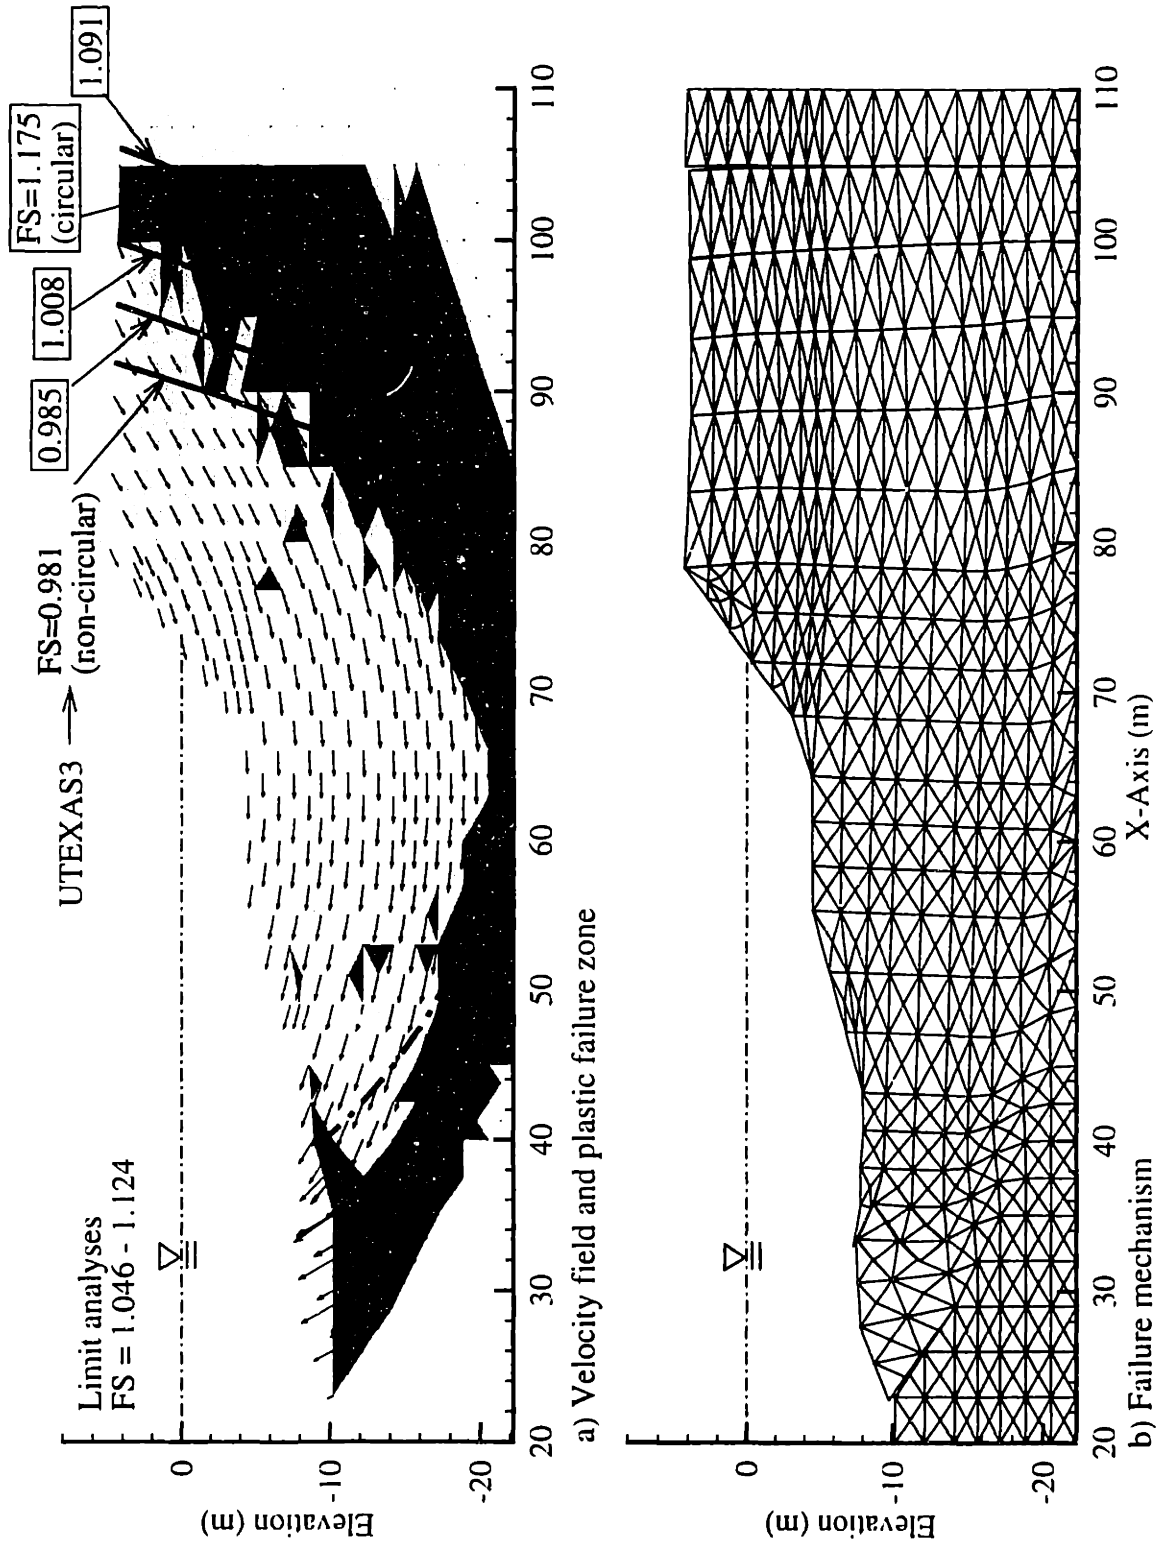 Limit analyses
FS = 1.046 - 1.124
UTEXAS3
FS=0.981
(non-circular)
0.985
1.008
FS=1.175
(circular)
1.091
Elevation (m)
0
-10
-20
20
30
40
50
60
70
80
90
100
110
a) Velocity field and plastic failure zone
Elevation (m)
0
-10
-20
20
30
40
50
60
70
80
90
100
110
X-Axis (m)
b) Failure mechanism